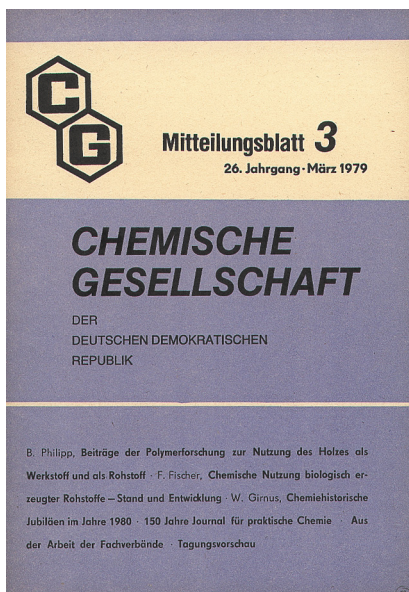 C
G
Mitteilungsblatt 3
26. Jahrgang · März 1979
CHEMISCHE
GESELLSCHAFT
DER
DEUTSCHEN DEMOKRATISCHEN
REPUBLIK
B. Philipp, Beiträge der Polymerforschung zur Nutzung des Holzes als
Werkstoff und als Rohstoff · F. Fischer, Chemische Nutzung biologisch er-
zeugter Rohstoffe – Stand und Entwicklung · W. Girnus, Chemiehistorische
Jubiläen im Jahre 1980 · 150 Jahre Journal für praktische Chemie · Aus
der Arbeit der Fachverbände · Tagungsvorschau